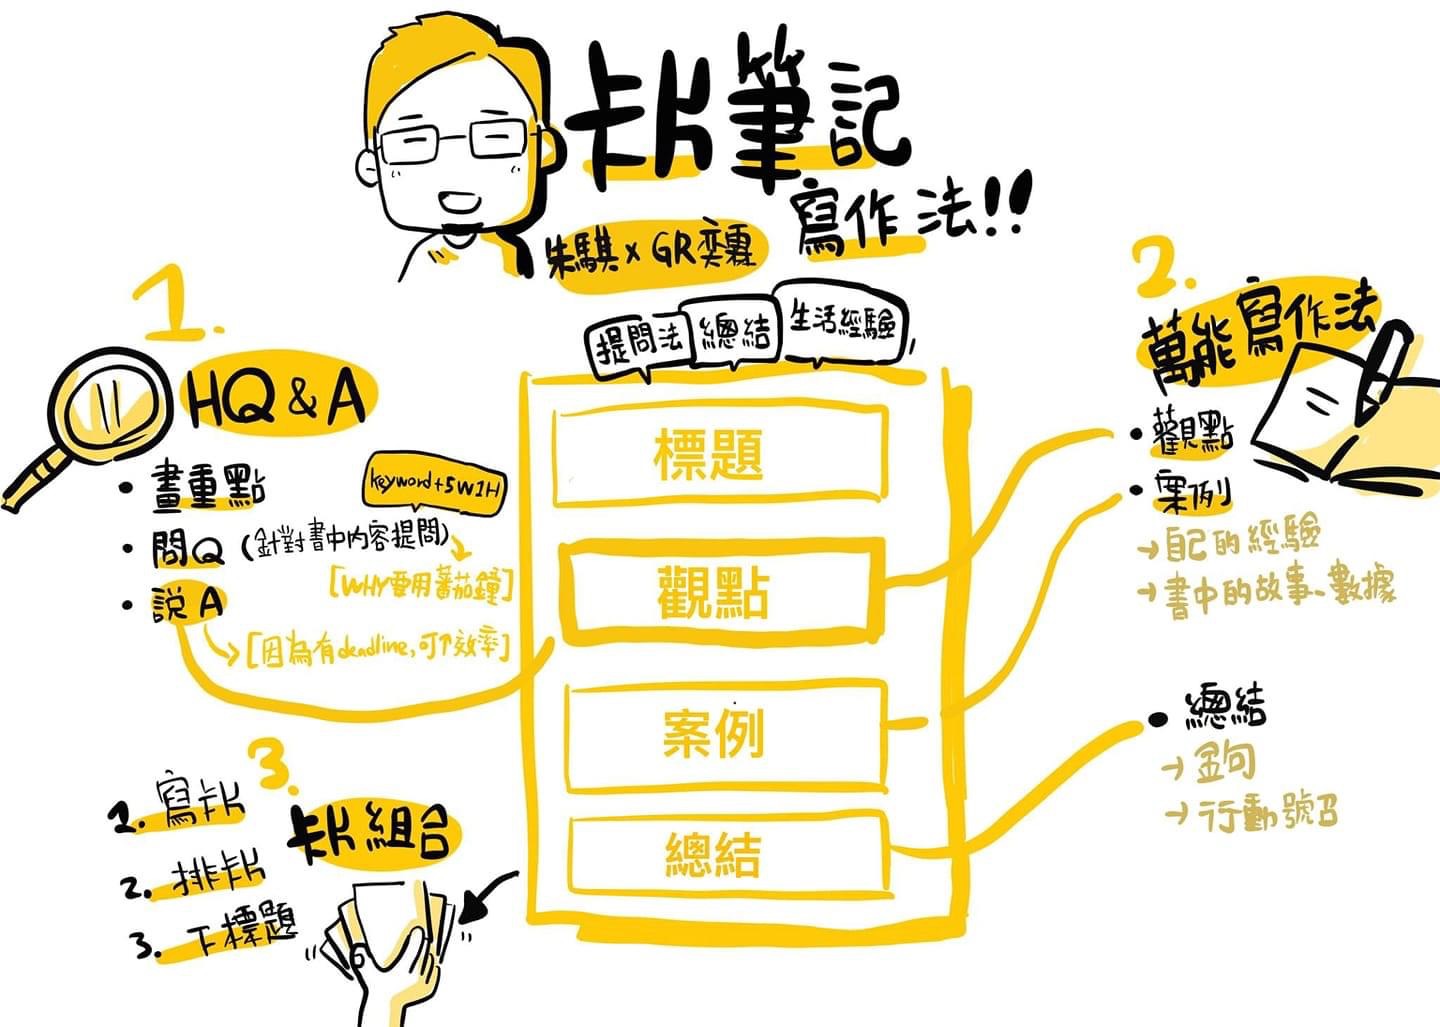 卡片筆記
寫作法!!
朱騏 x GR奕霖
1.
HQ & A
• 畫重點
keyword+5W1H
• 問Q (針對書中內容提問)
[WHY要用蕃茄鐘]
• 說A
[因為有deadline,可↑效率]
提問法
總結
生活經驗
標題
觀點
案例
總結
2.
萬能寫作法
• 觀點
• 案例
→ 自己的經驗
→ 書中的故事、數據
• 總結
→ 金句
→ 行動號召
3.
卡片組合
1. 寫卡片
2. 排卡片
3. 下標題